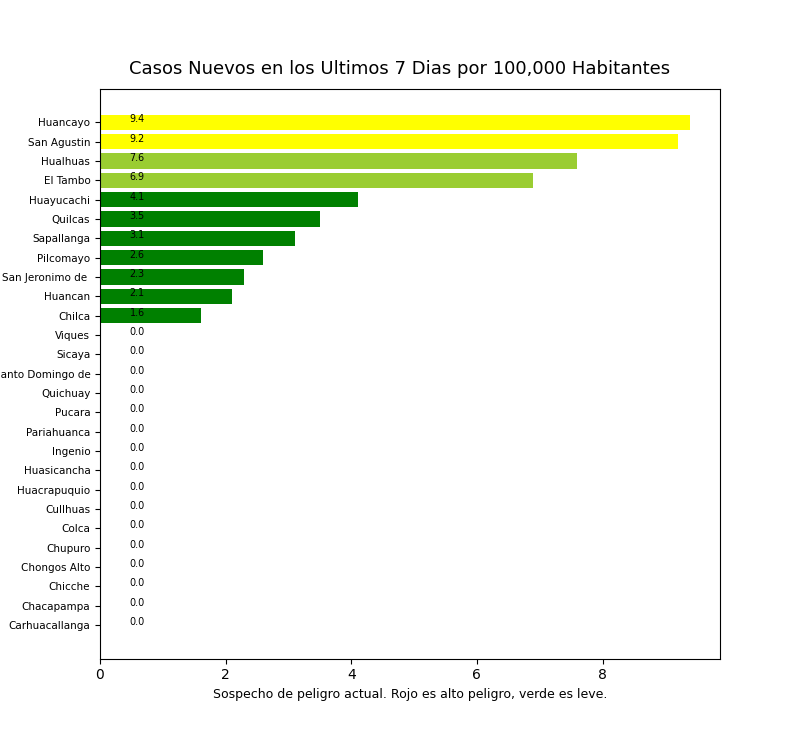 Casos Nuevos en los Ultimos 7 Dias por 100,000 Habitantes
Huancayo 9.4
San Agustin 9.2
Hualhuas 7.6
El Tambo 6.9
Huayucachi 4.1
Quilcas 3.5
Sapallanga 3.1
Pilcomayo 2.6
San Jeronimo de 2.3
Huancan 2.1
Chilca 1.6
Viques 0.0
Sicaya 0.0
anto Domingo de 0.0
Quichuay 0.0
Pucara 0.0
Pariahuanca 0.0
Ingenio 0.0
Huasicancha 0.0
Huacrapuquio 0.0
Cullhuas 0.0
Colca 0.0
Chupuro 0.0
Chongos Alto 0.0
Chicche 0.0
Chacapampa 0.0
Carhuacallanga 0.0
0 2 4 6 8
Sospecho de peligro actual. Rojo es alto peligro, verde es leve.